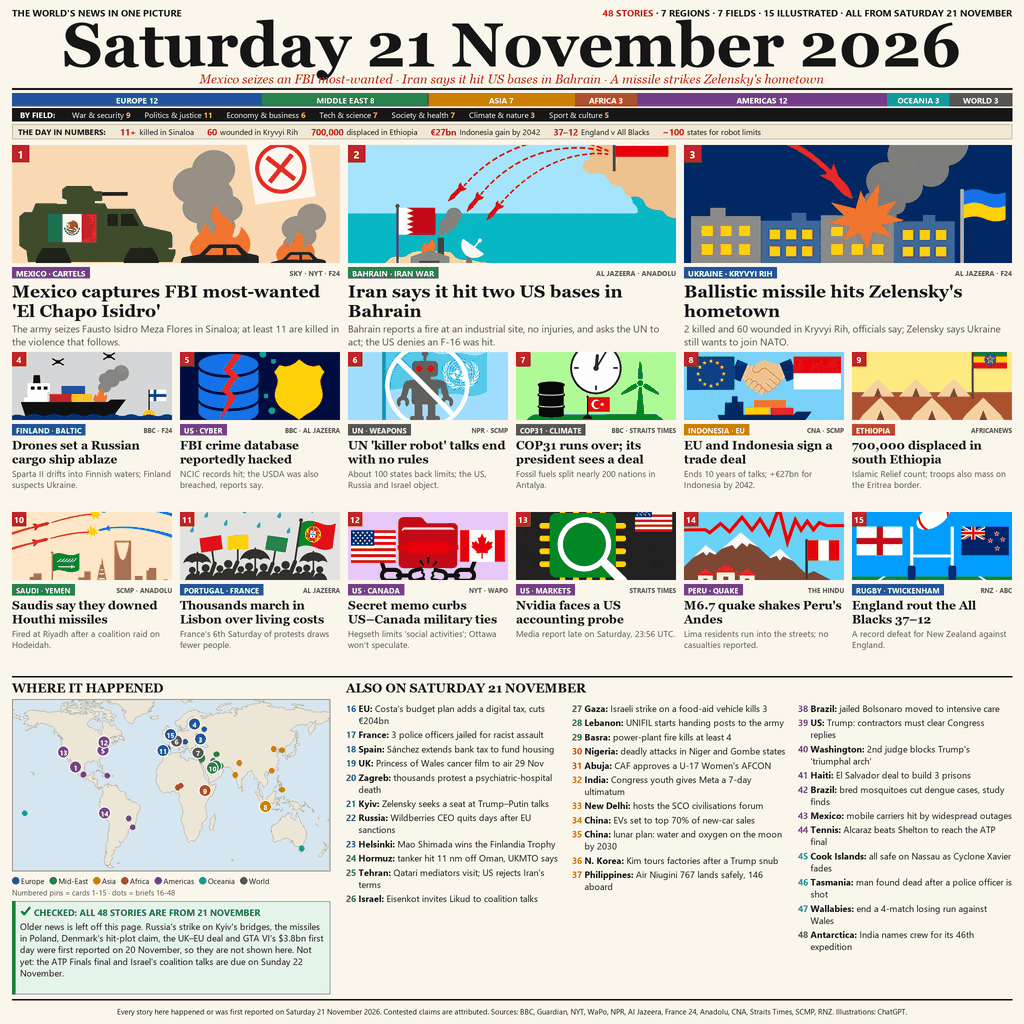 THE WORLD'S NEWS IN ONE PICTURE
48 STORIES · 7 REGIONS · 7 FIELDS · 15 ILLUSTRATED · ALL FROM SATURDAY 21 NOVEMBER
Saturday 21 November 2026
Mexico seizes an FBI most-wanted · Iran says it hit US bases in Bahrain · A missile strikes Zelensky's hometown
EUROPE 12 MIDDLE EAST 8 ASIA 7 AFRICA 3 AMERICAS 12 OCEANIA 3 WORLD 3
BY FIELD: War & security 9 Politics & justice 11 Economy & business 6 Tech & science 7 Society & health 7 Climate & nature 3 Sport & culture 5
THE DAY IN NUMBERS: 11+ killed in Sinaloa 60 wounded in Kryvyi Rih 700,000 displaced in Ethiopia €27bn Indonesia gain by 2042 37–12 England v All Blacks ~100 states for robot limits
1
MEXICO · CARTELS
SKY · NYT · F24
Mexico captures FBI most-wanted
'El Chapo Isidro'
The army seizes Fausto Isidro Meza Flores in Sinaloa; at least 11 are killed in
the violence that follows.
2
BAHRAIN · IRAN WAR
AL JAZEERA · ANADOLU
Iran says it hit two US bases in
Bahrain
Bahrain reports a fire at an industrial site, no injuries, and asks the UN to
act; the US denies an F-16 was hit.
3
UKRAINE · KRYVYI RIH
AL JAZEERA · F24
Ballistic missile hits Zelensky's
hometown
2 killed and 60 wounded in Kryvyi Rih, officials say; Zelensky says Ukraine
still wants to join NATO.
4
FINLAND · BALTIC
BBC · F24
Drones set a Russian
cargo ship ablaze
Sparta II drifts into Finnish waters; Finland
suspects Ukraine.
5
US · CYBER
BBC · AL JAZEERA
FBI crime database
reportedly hacked
NCIC records hit; the USDA was also
breached, reports say.
6
UN · WEAPONS
NPR · SCMP
UN 'killer robot' talks end
with no rules
About 100 states back limits; the US,
Russia and Israel object.
7
COP31 · CLIMATE
BBC · STRAITS TIMES
COP31 runs over; its
president sees a deal
Fossil fuels split nearly 200 nations in
Antalya.
8
INDONESIA · EU
CNA · SCMP
EU and Indonesia sign a
trade deal
Ends 10 years of talks; +€27bn for
Indonesia by 2042.
9
ETHIOPIA
AFRICANEWS
700,000 displaced in
south Ethiopia
Islamic Relief count; troops also mass on
the Eritrea border.
10
SAUDI · YEMEN
SCMP · ANADOLU
Saudis say they downed
Houthi missiles
Fired at Riyadh after a coalition raid on
Hodeidah.
11
PORTUGAL · FRANCE
AL JAZEERA
Thousands march in
Lisbon over living costs
France's 6th Saturday of protests draws
fewer people.
12
US · CANADA
NYT · WAPO
Secret memo curbs
US–Canada military ties
Hegseth limits 'social activities'; Ottawa
won't speculate.
13
US · MARKETS
STRAITS TIMES
Nvidia faces a US
accounting probe
Media report late on Saturday, 23:56 UTC.
14
PERU · QUAKE
THE HINDU
M6.7 quake shakes Peru's
Andes
Lima residents run into the streets; no
casualties reported.
15
RUGBY · TWICKENHAM
RNZ · ABC
England rout the All
Blacks 37–12
A record defeat for New Zealand against
England.
WHERE IT HAPPENED
13
12
5
1
14
4
15
3
6
11
7
10
9
8
Europe Mid-East Asia Africa Americas Oceania World
Numbered pins = cards 1-15 · dots = briefs 16-48
CHECKED: ALL 48 STORIES ARE FROM 21 NOVEMBER
Older news is left off this page. Russia's strike on Kyiv's bridges, the missiles
in Poland, Denmark's hit-plot claim, the UK–EU deal and GTA VI's $3.8bn first
day were first reported on 20 November, so they are not shown here. Not
yet: the ATP Finals final and Israel's coalition talks are due on Sunday 22
November.
ALSO ON SATURDAY 21 NOVEMBER
16 EU: Costa's budget plan adds a digital tax, cuts
€204bn
17 France: 3 police officers jailed for racist assault
18 Spain: Sánchez extends bank tax to fund housing
19 UK: Princess of Wales cancer film to air 29 Nov
20 Zagreb: thousands protest a psychiatric-hospital
death
21 Kyiv: Zelensky seeks a seat at Trump–Putin talks
22 Russia: Wildberries CEO quits days after EU
sanctions
23 Helsinki: Mao Shimada wins the Finlandia Trophy
24 Hormuz: tanker hit 11 nm off Oman, UKMTO says
25 Tehran: Qatari mediators visit; US rejects Iran's
terms
26 Israel: Eisenkot invites Likud to coalition talks
27 Gaza: Israeli strike on a food-aid vehicle kills 3
28 Lebanon: UNIFIL starts handing posts to the army
29 Basra: power-plant fire kills at least 4
30 Nigeria: deadly attacks in Niger and Gombe states
31 Abuja: CAF approves a U-17 Women's AFCON
32 India: Congress youth gives Meta a 7-day
ultimatum
33 New Delhi: hosts the SCO civilisations forum
34 China: EVs set to top 70% of new-car sales
35 China: lunar plan: water and oxygen on the moon
by 2030
36 N. Korea: Kim tours factories after a Trump snub
37 Philippines: Air Niugini 767 lands safely, 146
aboard
38 Brazil: jailed Bolsonaro moved to intensive care
39 US: Trump: contractors must clear Congress
replies
40 Washington: 2nd judge blocks Trump's
'triumphal arch'
41 Haiti: El Salvador deal to build 3 prisons
42 Brazil: bred mosquitoes cut dengue cases, study
finds
43 Mexico: mobile carriers hit by widespread outages
44 Tennis: Alcaraz beats Shelton to reach the ATP
final
45 Cook Islands: all safe on Nassau as Cyclone Xavier
fades
46 Tasmania: man found dead after a police officer is
shot
47 Wallabies: end a 4-match losing run against
Wales
48 Antarctica: India names crew for its 46th
expedition
Every story here happened or was first reported on Saturday 21 November 2026. Contested claims are attributed. Sources: BBC, Guardian, NYT, WaPo, NPR, Al Jazeera, France 24, Anadolu, CNA, Straits Times, SCMP, RNZ. Illustrations: ChatGPT.